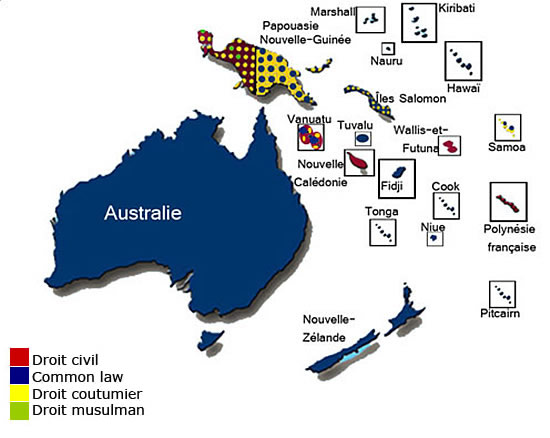 Marshall
Kiribati
Papouasie
Nouvelle-Guinée
Nauru
Hawaï
Îles Salomon
Vanuatu
Tuvalu
Wallis-et-
Futuna
Samoa
Nouvelle
Calédonie
Fidji
Cook
Australie
Tonga
Niue
Polynésie
française
Pitcairn
Nouvelle-
Zélande
Droit civil
Common law
Droit coutumier
Droit musulman